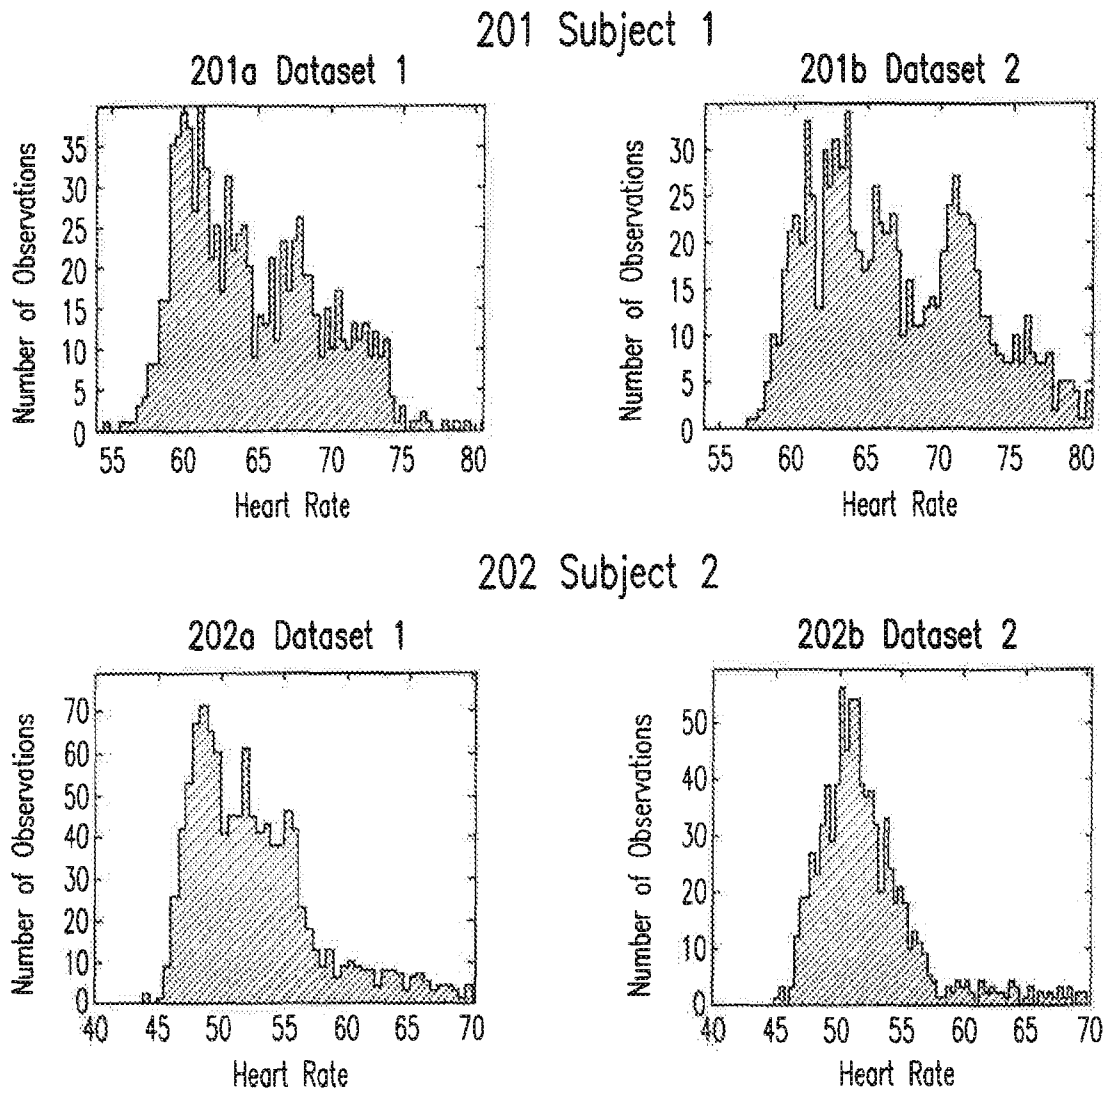 201 Subject 1
201a Dataset 1
201b Dataset 2
Number of Observations
35
30
25
20
15
10
5
0
55 60 65 70 75 80
Heart Rate
Number of Observations
30
25
20
15
10
5
0
55 60 65 70 75 80
Heart Rate
202 Subject 2
202a Dataset 1
202b Dataset 2
Number of Observations
70
60
50
40
30
20
10
0
40 45 50 55 60 65 70
Heart Rate
Number of Observations
50
40
30
20
10
0
40 45 50 55 60 65 70
Heart Rate